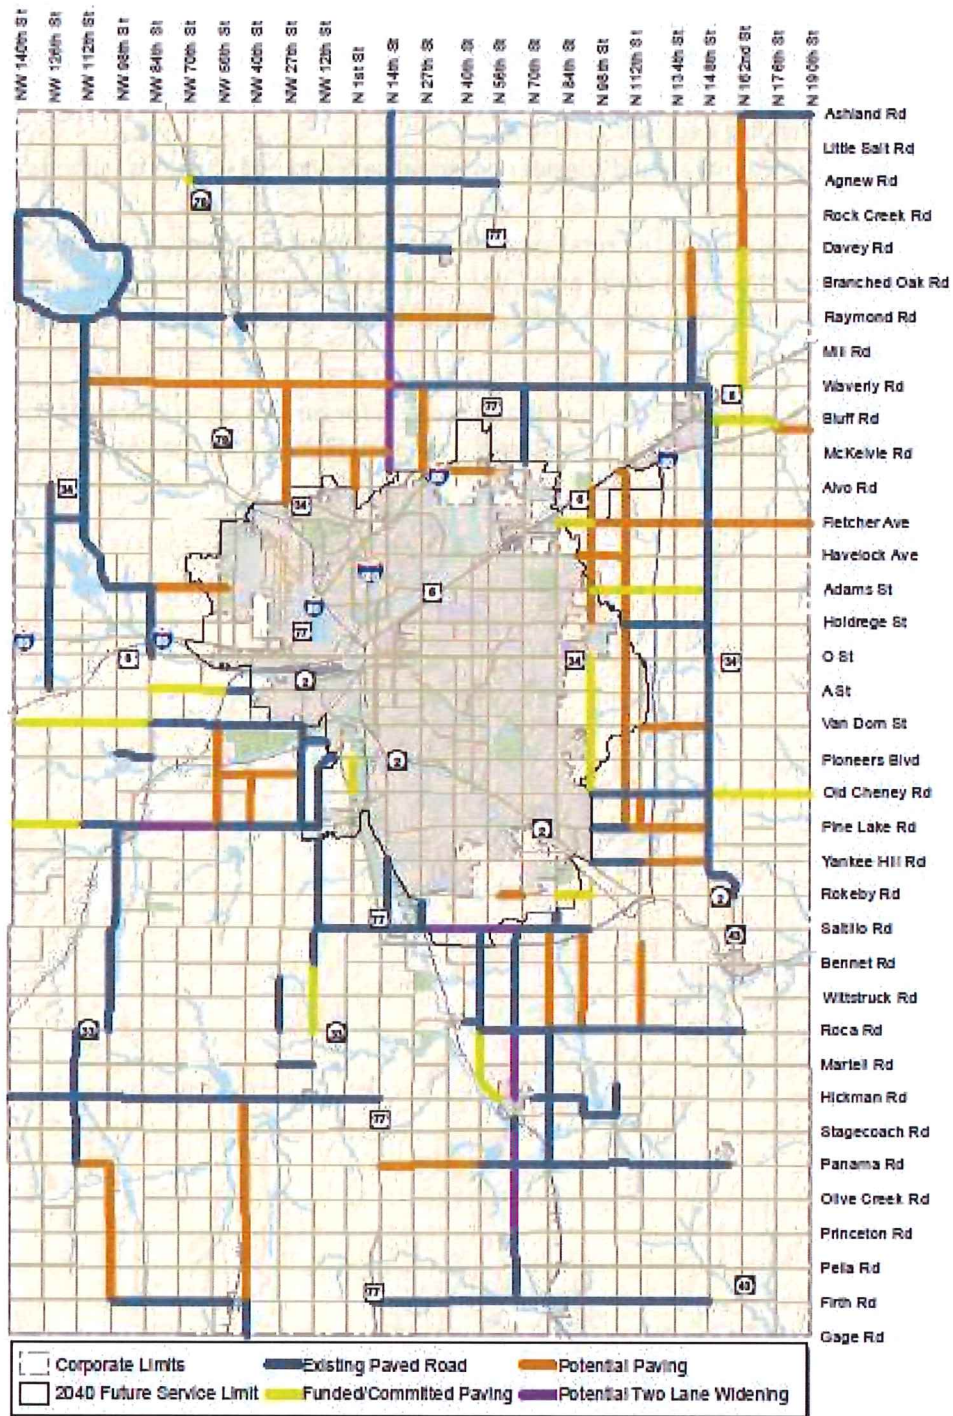 NW 140th St
NW 126th St
NW 112th St.
NW 98th St
NW 84th St
NW 70th St
NW 56th St
NW 40th St
NW 27th St
NW 12th St
N 1st St
N 14th St
N 27th St
N 40th St
N 56th St
N 70th St
N 84th St
N 98th St
N 112th St
N 134th St
N 148th St
N 162nd St
N 176th St
N 190th St
Ashland Rd
Little Salt Rd
Agnew Rd
79
Rock Creek Rd
77
Davey Rd
Branched Oak Rd
Raymond Rd
Mill Rd
Waverly Rd
6
77
Bluff Rd
79
McKelvie Rd
80
80
34
Alvo Rd
6
34
Fletcher Ave
Havelock Ave
180
Adams St
6
80
Holdrege St
77
80
80
6
34
34
O St
2
A St
Van Dorn St
2
Pioneers Blvd
Old Cheney Rd
2
Pine Lake Rd
Yankee Hill Rd
2
Rokeby Rd
77
Saltillo Rd
43
Bennet Rd
Wittstruck Rd
33
33
Roca Rd
Martell Rd
Hickman Rd
77
Stagecoach Rd
Panama Rd
Olive Creek Rd
Princeton Rd
Pella Rd
77
43
Firth Rd
Gage Rd
Corporate Limits
Existing Paved Road
Potential Paving
2040 Future Service Limit
Funded/Committed Paving
Potential Two Lane Widening